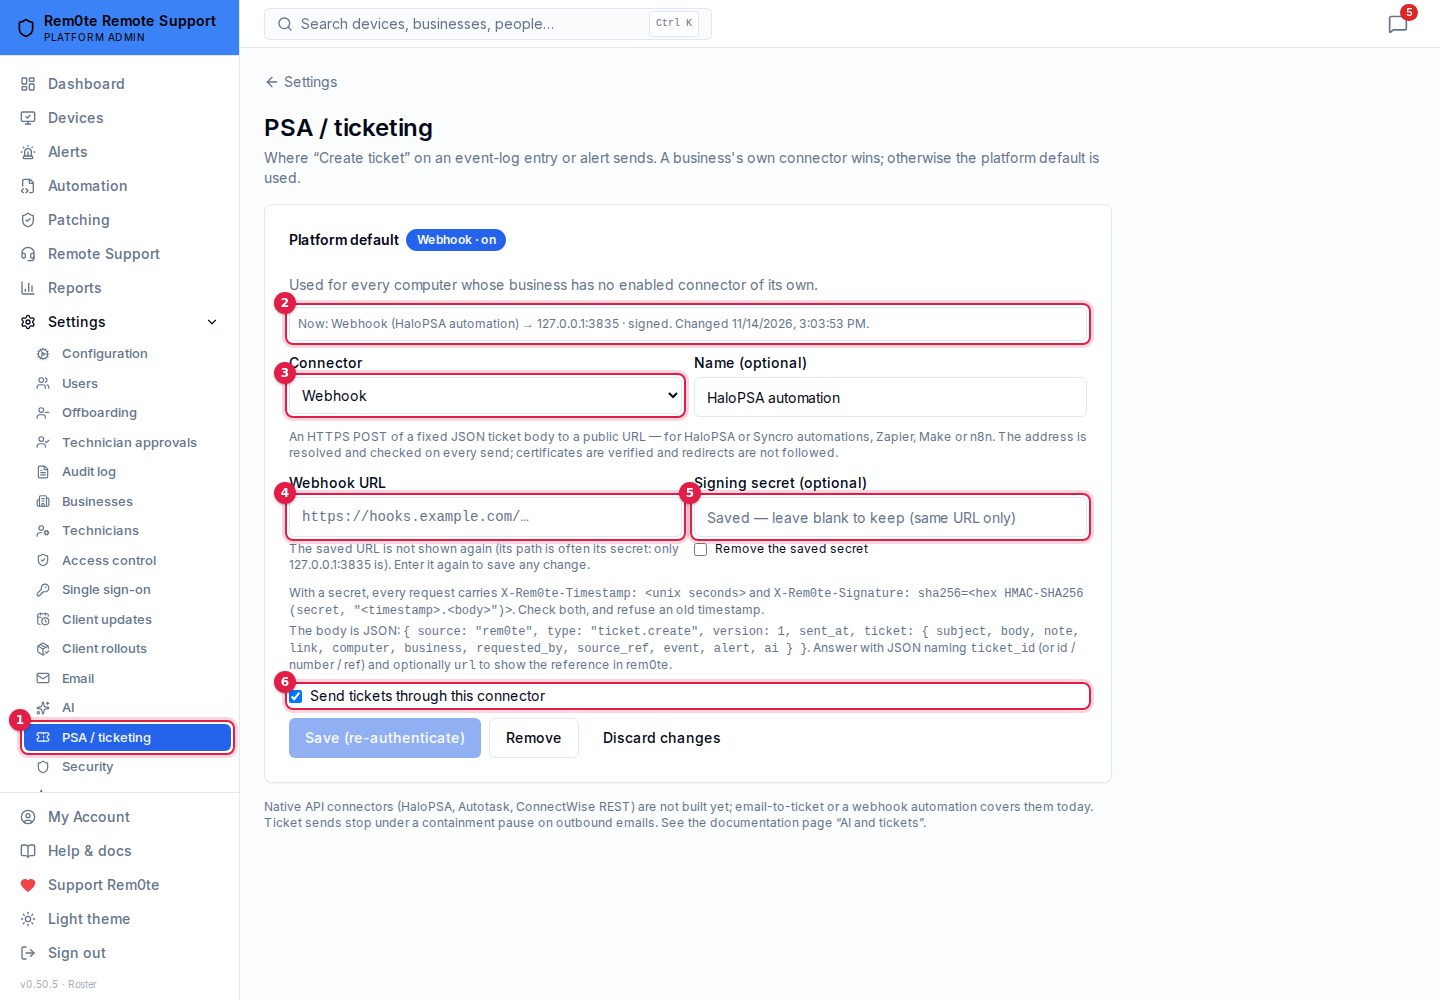 Rem0te Remote Support
PLATFORM ADMIN
Search devices, businesses, people…
Ctrl K
5
Dashboard
Devices
Alerts
Automation
Patching
Remote Support
Reports
Settings
Configuration
Users
Offboarding
Technician approvals
Audit log
Businesses
Technicians
Access control
Single sign-on
Client updates
Client rollouts
Email
AI
1
PSA / ticketing
Security
My Account
Help & docs
Support Rem0te
Light theme
Sign out
v0.50.5 · Roster
← Settings
PSA / ticketing
Where “Create ticket” on an event-log entry or alert sends. A business's own connector wins; otherwise the platform default is
used.
Platform default
Webhook · on
Used for every computer whose business has no enabled connector of its own.
2
Now: Webhook (HaloPSA automation) → 127.0.0.1:3835 · signed. Changed 11/14/2026, 3:03:53 PM.
Connector
Name (optional)
3
Webhook
HaloPSA automation
An HTTPS POST of a fixed JSON ticket body to a public URL — for HaloPSA or Syncro automations, Zapier, Make or n8n. The address is
resolved and checked on every send; certificates are verified and redirects are not followed.
Webhook URL
Signing secret (optional)
4
https://hooks.example.com/…
5
Saved — leave blank to keep (same URL only)
The saved URL is not shown again (its path is often its secret: only
127.0.0.1:3835 is). Enter it again to save any change.
Remove the saved secret
With a secret, every request carries X-Rem0te-Timestamp: <unix seconds> and X-Rem0te-Signature: sha256=<hex HMAC-SHA256
(secret, "<timestamp>.<body>")>. Check both, and refuse an old timestamp.
The body is JSON: { source: "rem0te", type: "ticket.create", version: 1, sent_at, ticket: { subject, body, note,
link, computer, business, requested_by, source_ref, event, alert, ai } }. Answer with JSON naming ticket_id (or id /
number / ref) and optionally url to show the reference in rem0te.
6
Send tickets through this connector
Save (re-authenticate)
Remove
Discard changes
Native API connectors (HaloPSA, Autotask, ConnectWise REST) are not built yet; email-to-ticket or a webhook automation covers them today.
Ticket sends stop under a containment pause on outbound emails. See the documentation page “AI and tickets”.